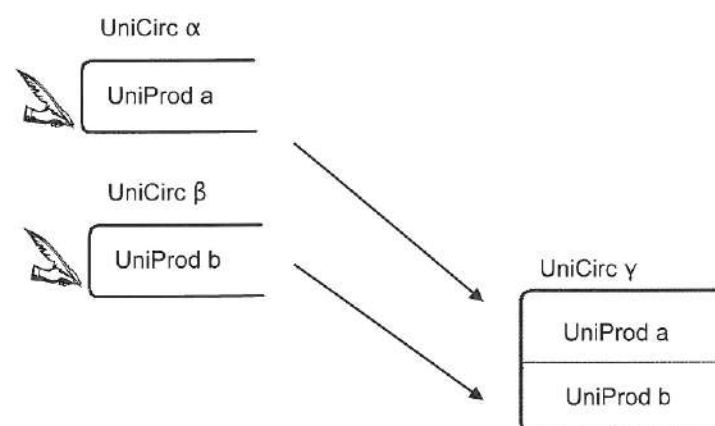 UniCirc α
UniProd a
UniCirc β
UniProd b
UniCirc γ
UniProd a
UniProd b